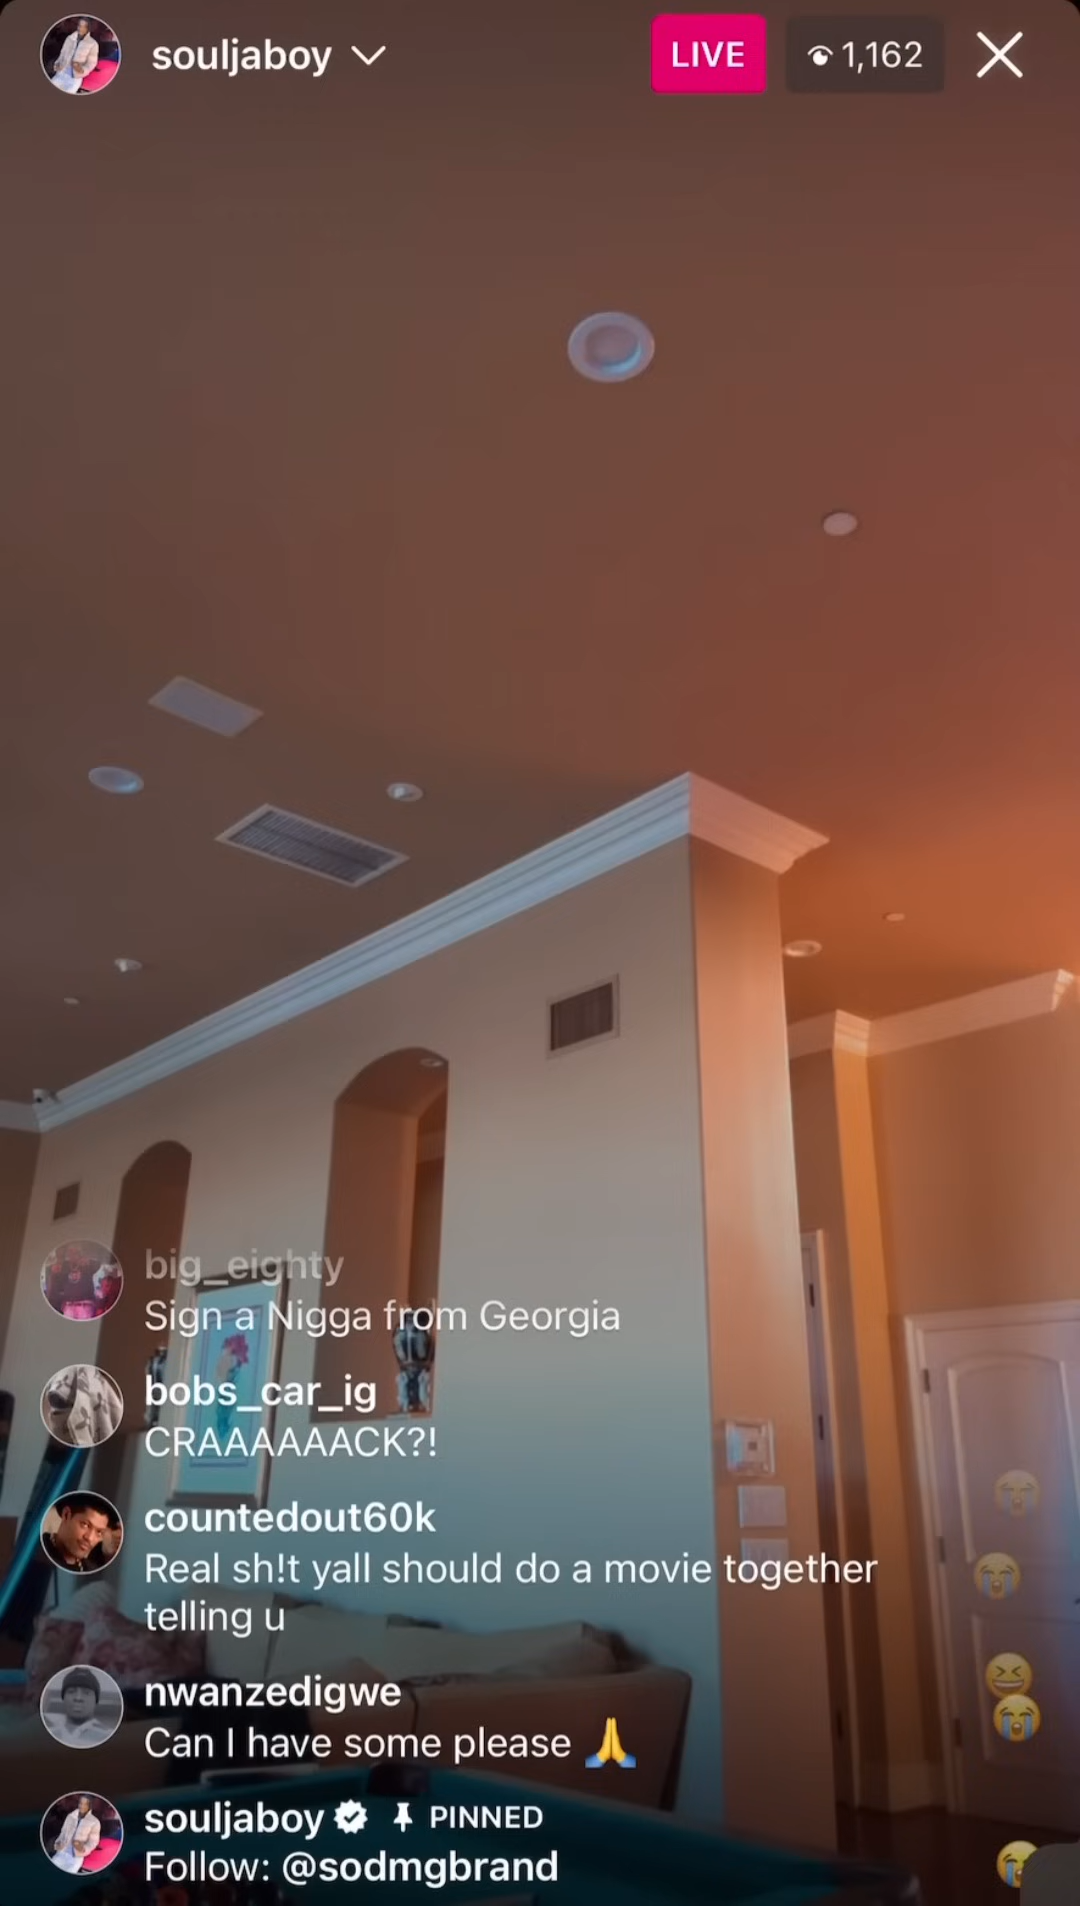 souljaboy
LIVE
1,162
big_eighty
Sign a Nigga from Georgia
bobs_car_ig
CRAAAAAACK?!
countedout60k
Real sh!t yall should do a movie together
telling u
nwanzedigwe
Can I have some please 🙏
souljaboy PINNED
Follow: @sodmgbrand